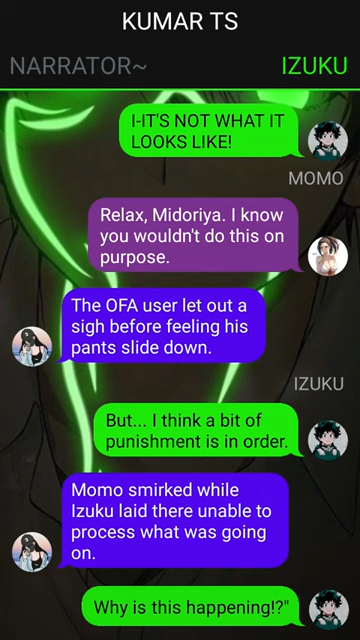 KUMAR TS
NARRATOR~ IZUKU
I-IT'S NOT WHAT IT
LOOKS LIKE!
MOMO
Relax, Midoriya. I know
you wouldn't do this on
purpose.
The OFA user let out a
sigh before feeling his
pants slide down.
IZUKU
But... I think a bit of
punishment is in order.
Momo smirked while
Izuku laid there unable to
process what was going
on.
Why is this happening!?"